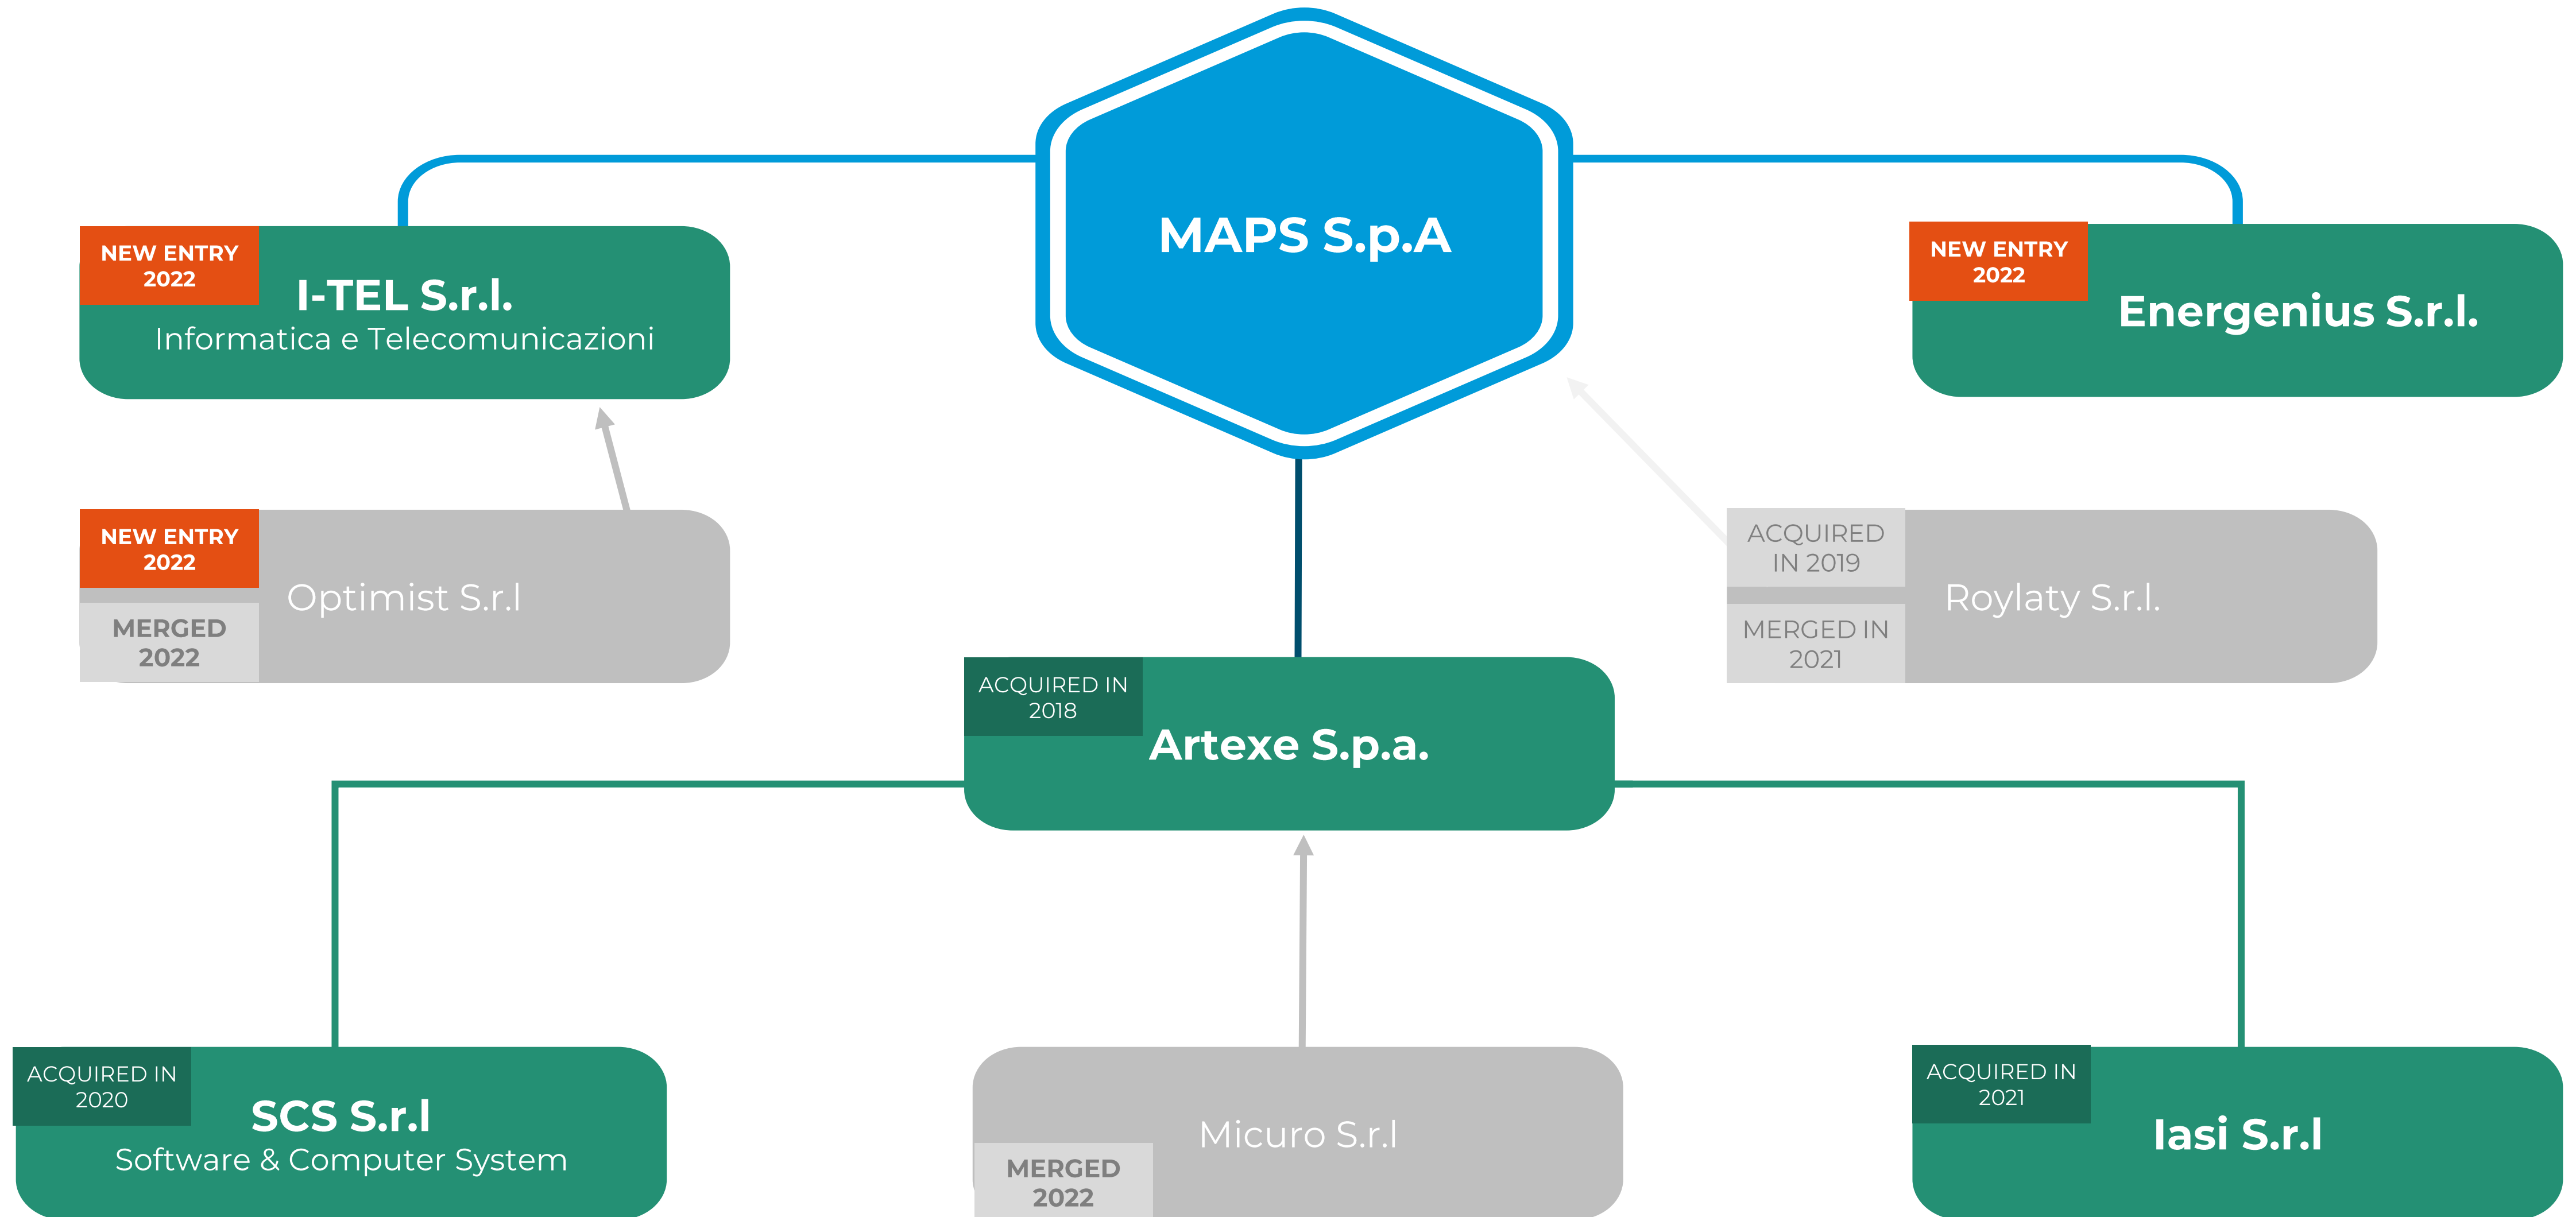 MAPS S.p.A
NEW ENTRY
2022
I-TEL S.r.l.
Informatica e Telecomunicazioni
NEW ENTRY
2022
Energenius S.r.l.
NEW ENTRY
2022
MERGED
2022
Optimist S.r.l
ACQUIRED
IN 2019
MERGED IN
2021
Roylaty S.r.l.
ACQUIRED IN
2018
Artexe S.p.a.
ACQUIRED IN
2020
SCS S.r.l
Software & Computer System
Micuro S.r.l
MERGED
2022
ACQUIRED IN
2021
Iasi S.r.l